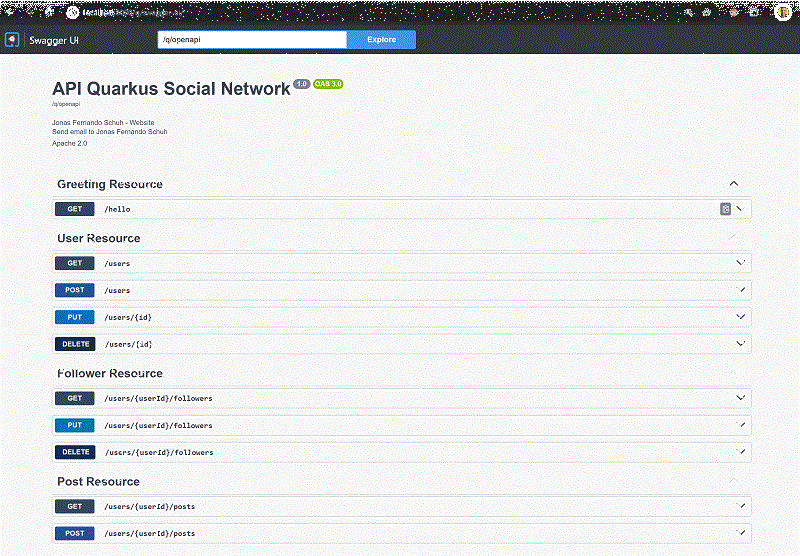 Swagger UI
/q/openapi
Explore
API Quarkus Social Network 1.0 OAS 3.0
/q/openapi
Jonas Fernando Schuh - Website
Send email to Jonas Fernando Schuh
Apache 2.0
Greeting Resource
GET /hello
User Resource
GET /users
POST /users
PUT /users/{id}
DELETE /users/{id}
Follower Resource
GET /users/{userId}/followers
PUT /users/{userId}/followers
DELETE /users/{userId}/followers
Post Resource
GET /users/{userId}/posts
POST /users/{userId}/posts